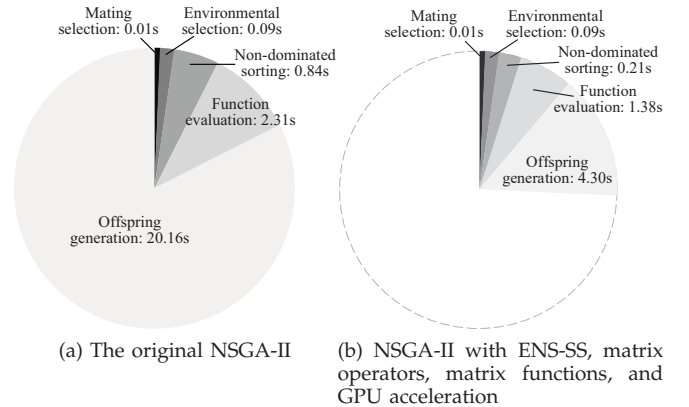 Mating
selection: 0.01s
Environmental
selection: 0.09s
Non-dominated
sorting: 0.84s
Function
evaluation: 2.31s
Offspring
generation: 20.16s
(a) The original NSGA-II
Mating
selection: 0.01s
Environmental
selection: 0.09s
Non-dominated
sorting: 0.21s
Function
evaluation: 1.38s
Offspring
generation: 4.30s
(b) NSGA-II with ENS-SS, matrix
operators, matrix functions, and
GPU acceleration